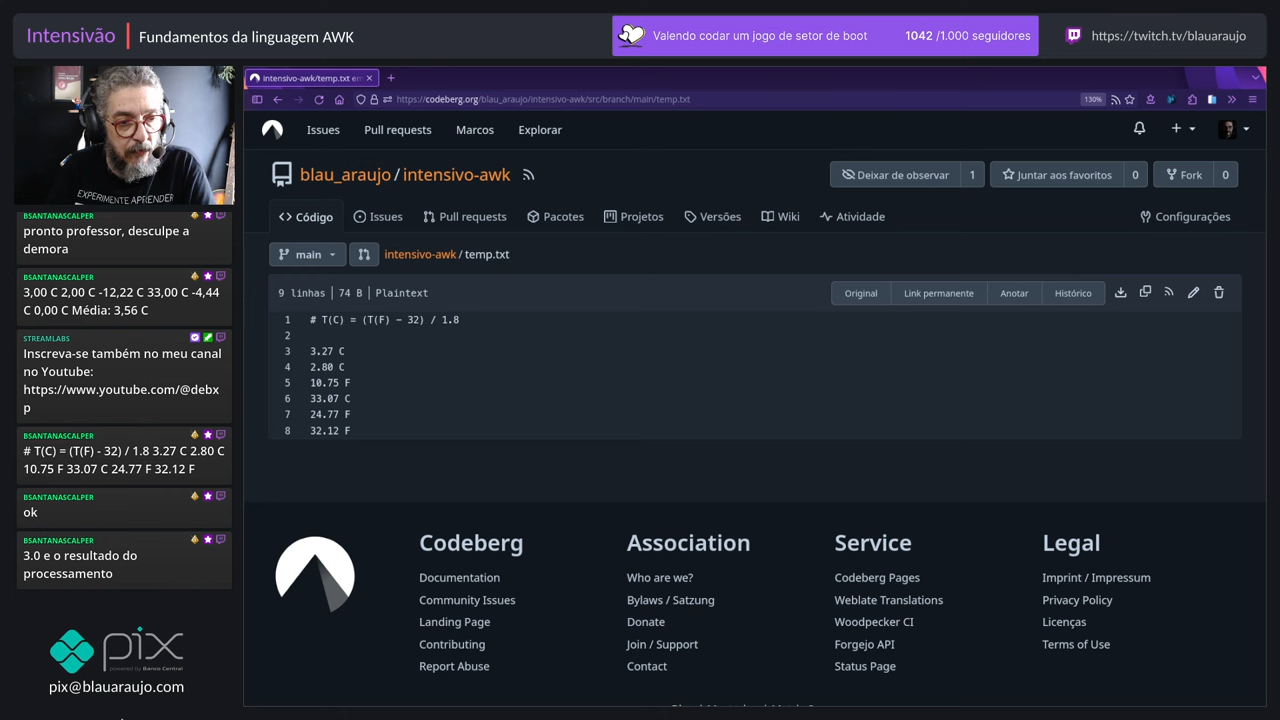 Intensivão
Fundamentos da linguagem AWK
Valendo codar um jogo de setor de boot
1042 /1.000 seguidores
https://twitch.tv/blauaraujo
EXPERIMENTE APRENDER
BSANTANASCALPER
pronto professor, desculpe a
demora
BSANTANASCALPER
3,00 C 2,00 C -12,22 C 33,00 C -4,44
C 0,00 C Média: 3,56 C
STREAMLABS
Inscreva-se também no meu canal
no Youtube:
https://www.youtube.com/@debx
p
BSANTANASCALPER
# T(C) = (T(F) - 32) / 1.8 3.27 C 2.80 C
10.75 F 33.07 C 24.77 F 32.12 F
BSANTANASCALPER
ok
BSANTANASCALPER
3.0 e o resultado do
processamento
pix
powered by Banco Central
pix@blauaraujo.com
intensivo-awk/temp.txt em
https://codeberg.org/blau_araujo/intensivo-awk/src/branch/main/temp.txt
130%
Issues
Pull requests
Marcos
Explorar
blau_araujo / intensivo-awk
Deixar de observar 1
Juntar aos favoritos 0
Fork 0
Código
Issues
Pull requests
Pacotes
Projetos
Versões
Wiki
Atividade
Configurações
main
intensivo-awk / temp.txt
9 linhas | 74 B | Plaintext
Original
Link permanente
Anotar
Histórico
1 # T(C) = (T(F) − 32) / 1.8
2
3 3.27 C
4 2.80 C
5 10.75 F
6 33.07 C
7 24.77 F
8 32.12 F
Codeberg
Documentation
Community Issues
Landing Page
Contributing
Report Abuse
Association
Who are we?
Bylaws / Satzung
Donate
Join / Support
Contact
Service
Codeberg Pages
Weblate Translations
Woodpecker CI
Forgejo API
Status Page
Legal
Imprint / Impressum
Privacy Policy
Licenças
Terms of Use